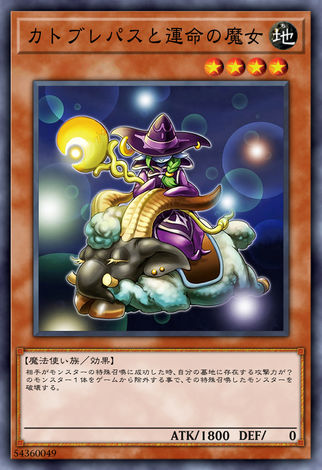 カトブレパスと運命の魔女
地
【魔法使い族／効果】
相手がモンスターの特殊召喚に成功した時、自分の墓地に存在する攻撃力が？
のモンスター１体をゲームから除外する事で、その特殊召喚したモンスターを
破壊する。
ATK/1800 DEF/ 0
54360049